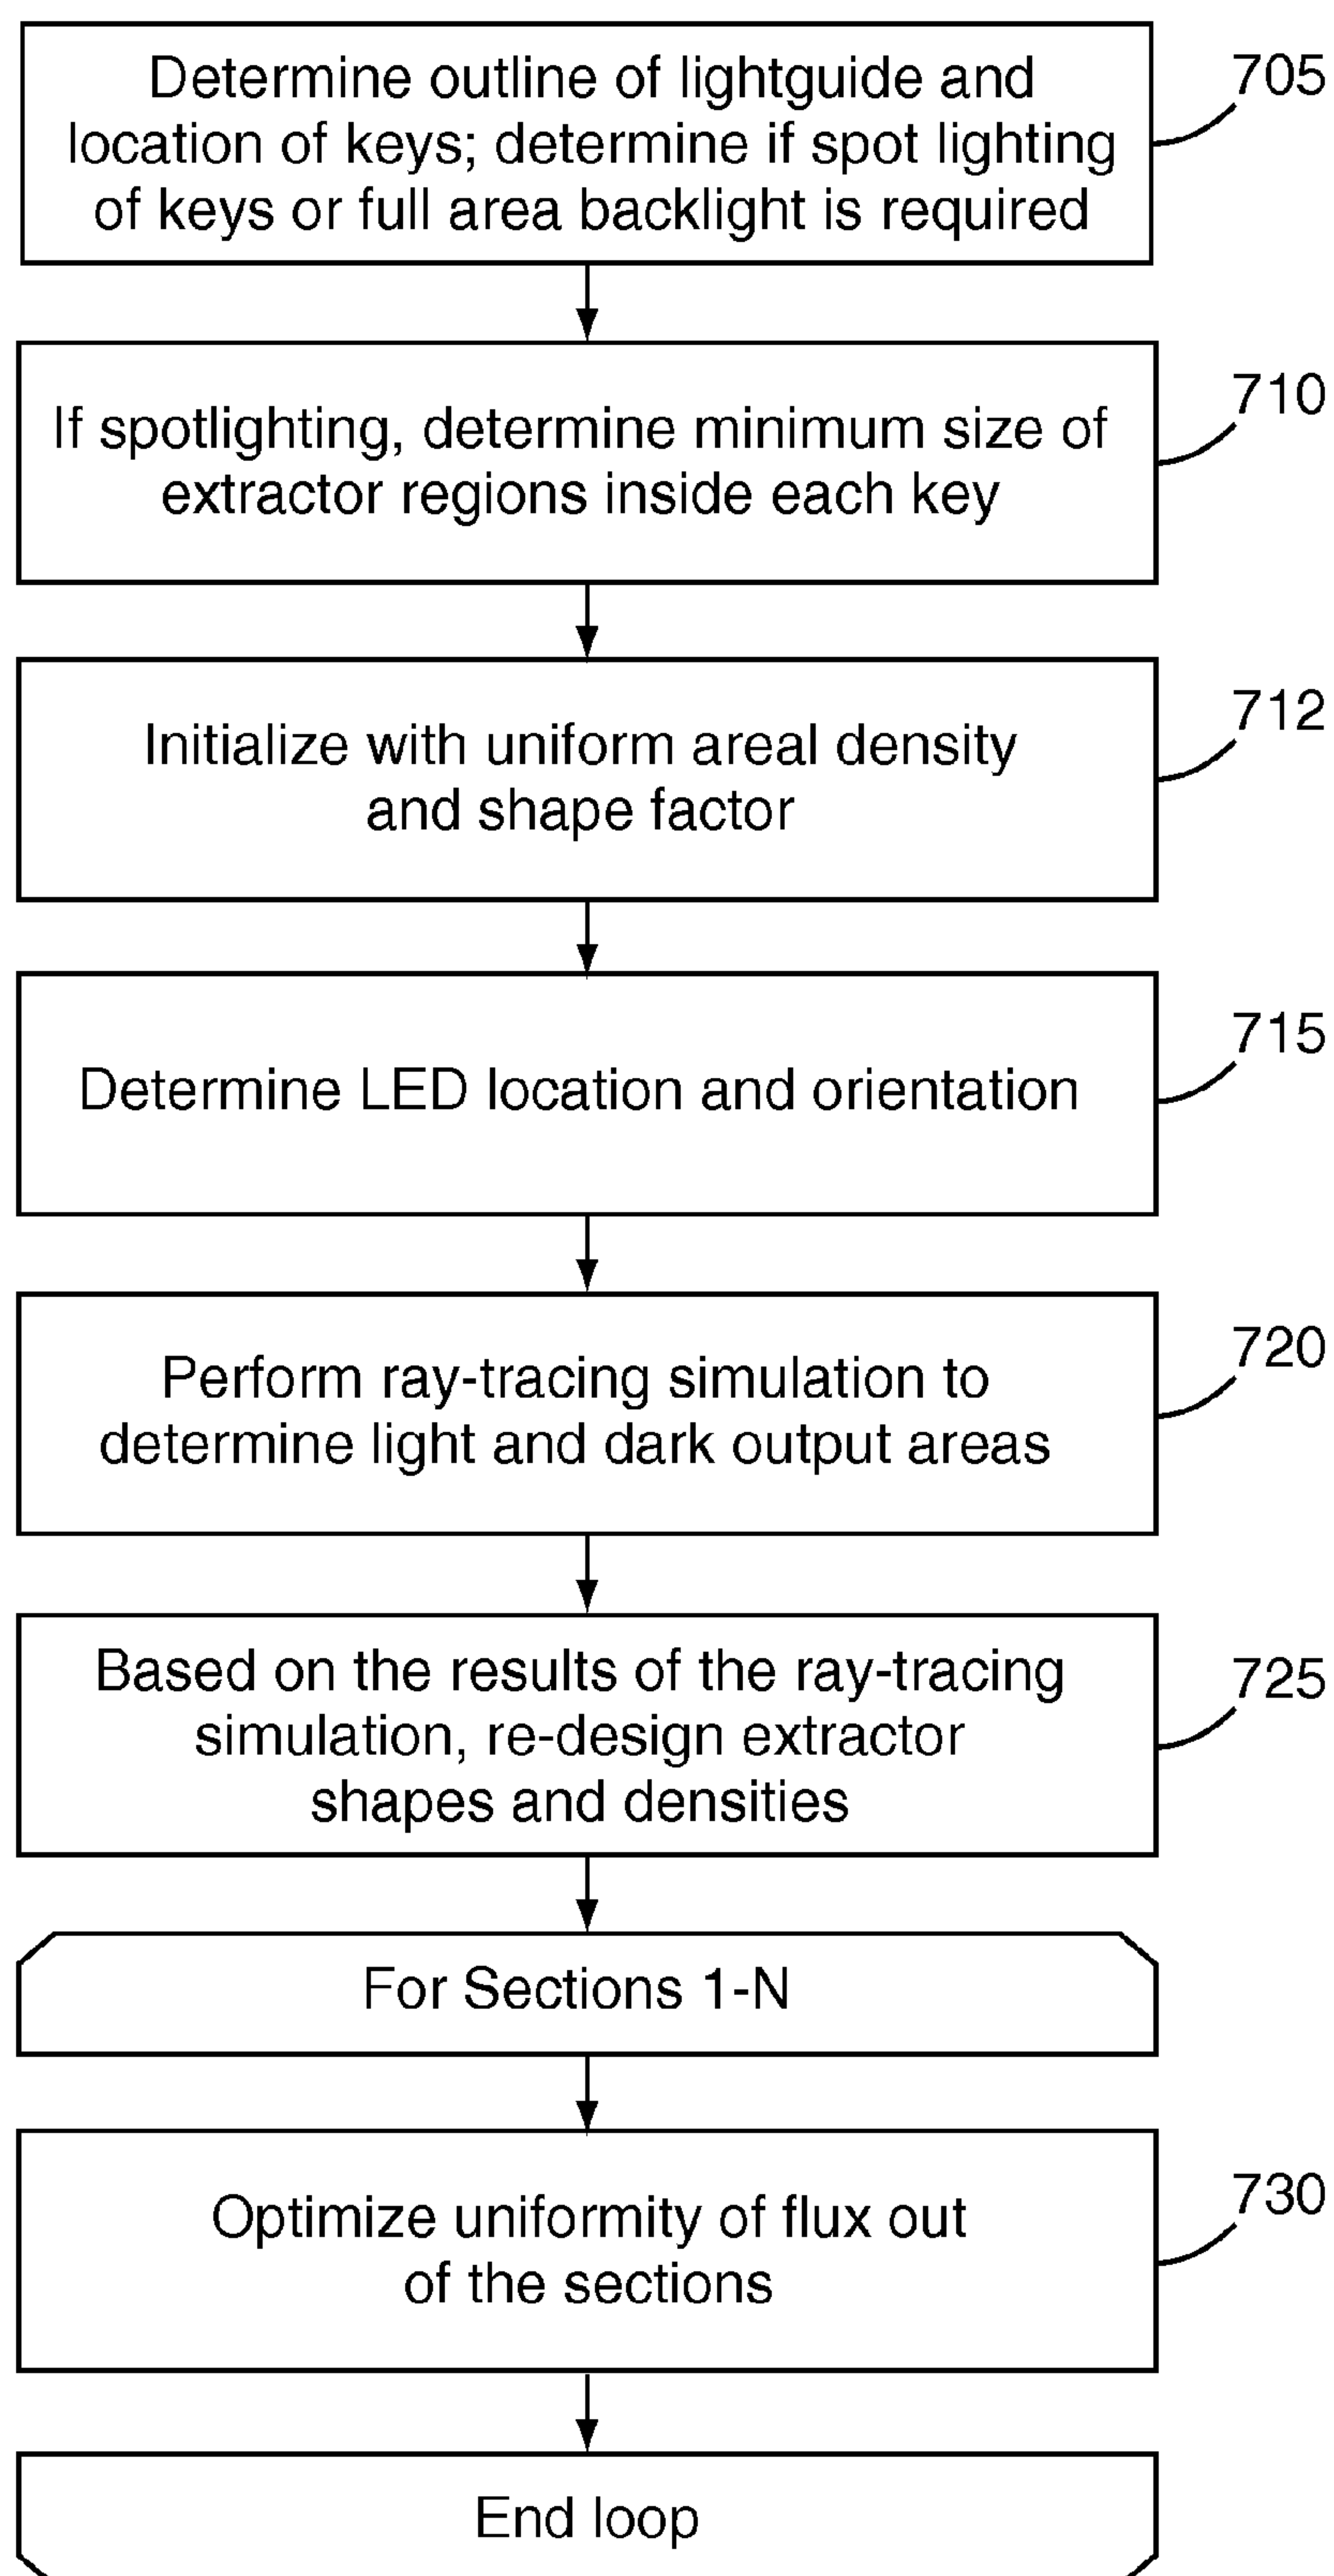 Determine outline of lightguide and
location of keys; determine if spot lighting
of keys or full area backlight is required
705
If spotlighting, determine minimum size of
extractor regions inside each key
710
Initialize with uniform areal density
and shape factor
712
Determine LED location and orientation
715
Perform ray-tracing simulation to
determine light and dark output areas
720
Based on the results of the ray-tracing
simulation, re-design extractor
shapes and densities
725
For Sections 1-N
Optimize uniformity of flux out
of the sections
730
End loop